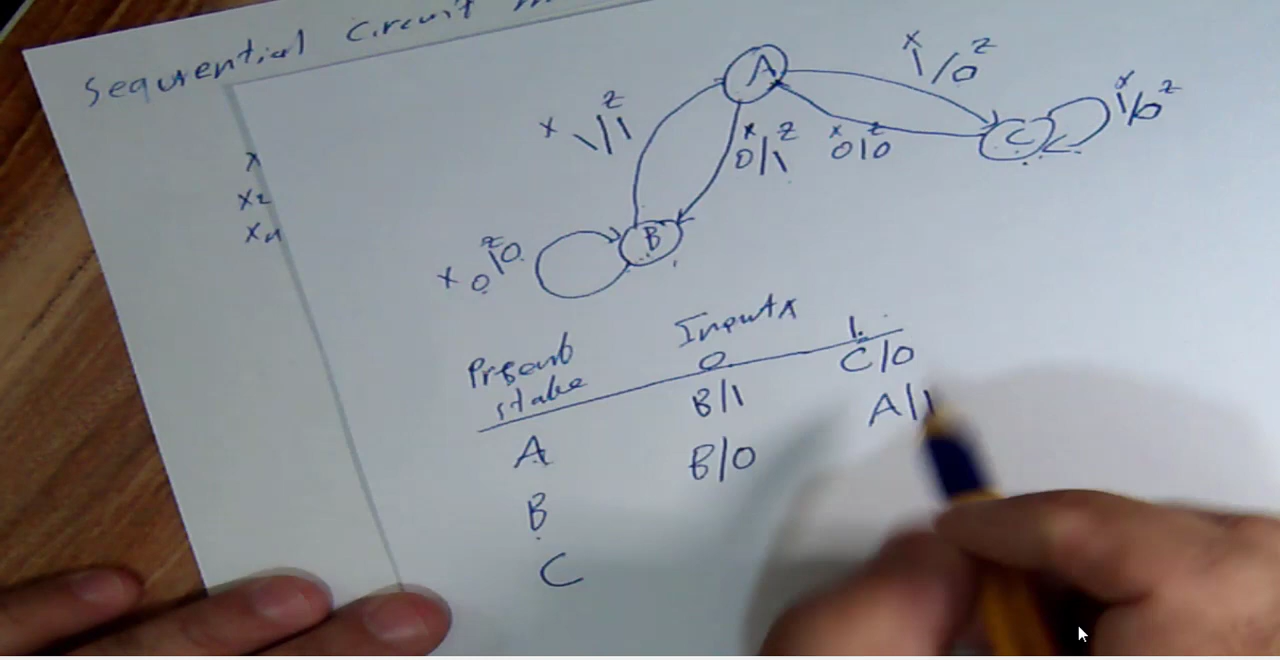 Sequential Circuit
A
x z
1/0
x z
1/0
C
x z
1/1
x z
0/1
x z
0/0
B
x z
0/0
x
x2
xn
Present
state
Input x
0 1
A B/1 C/0
B B/0 A/1
C